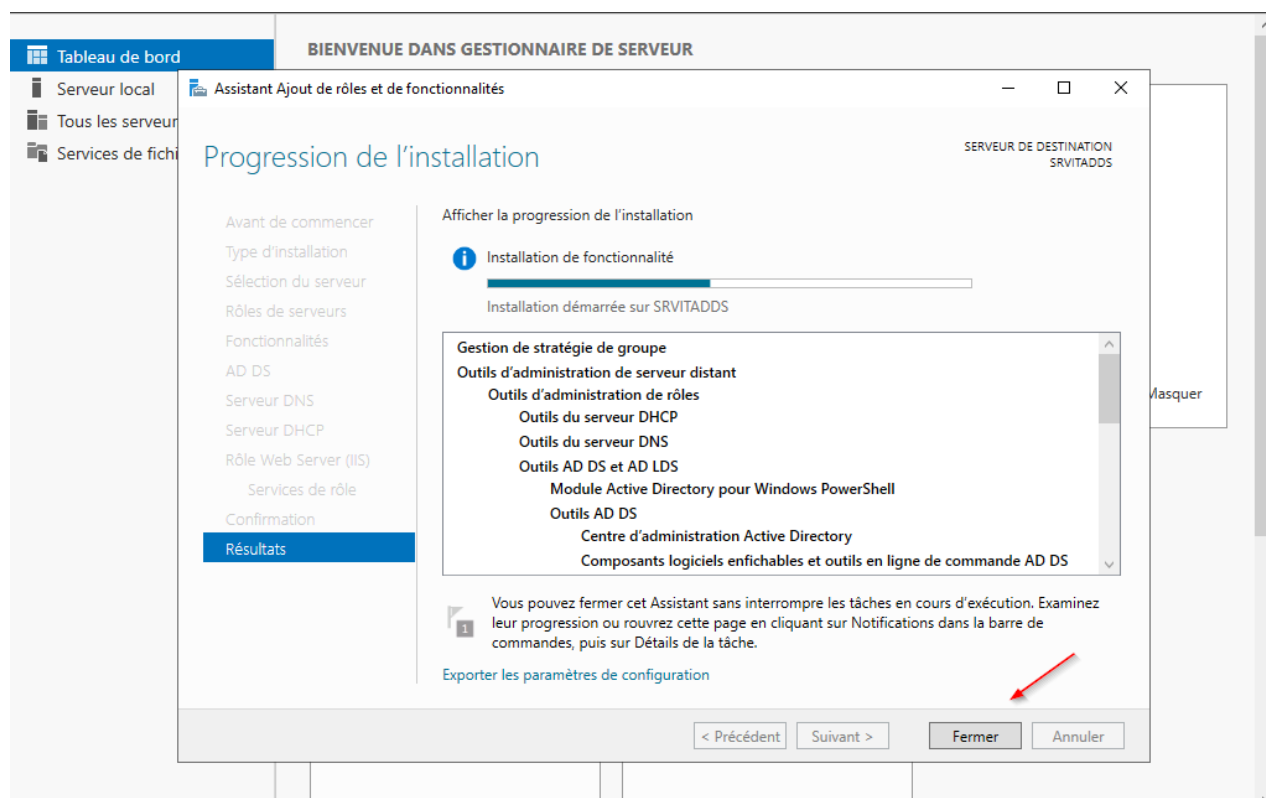 BIENVENUE DANS GESTIONNAIRE DE SERVEUR
Tableau de bord
Serveur local
Tous les serveur
Services de fichi
Assistant Ajout de rôles et de fonctionnalités
Progression de l'installation
SERVEUR DE DESTINATION
SRVITADDS
Avant de commencer
Type d'installation
Sélection du serveur
Rôles de serveurs
Fonctionnalités
AD DS
Serveur DNS
Serveur DHCP
Rôle Web Server (IIS)
Services de rôle
Confirmation
Résultats
Afficher la progression de l'installation
Installation de fonctionnalité
Installation démarrée sur SRVITADDS
Gestion de stratégie de groupe
Outils d'administration de serveur distant
Outils d'administration de rôles
Outils du serveur DHCP
Outils du serveur DNS
Outils AD DS et AD LDS
Module Active Directory pour Windows PowerShell
Outils AD DS
Centre d'administration Active Directory
Composants logiciels enfichables et outils en ligne de commande AD DS
1
Vous pouvez fermer cet Assistant sans interrompre les tâches en cours d'exécution. Examinez
leur progression ou rouvrez cette page en cliquant sur Notifications dans la barre de
commandes, puis sur Détails de la tâche.
Exporter les paramètres de configuration
< Précédent
Suivant >
Fermer
Annuler
Masquer